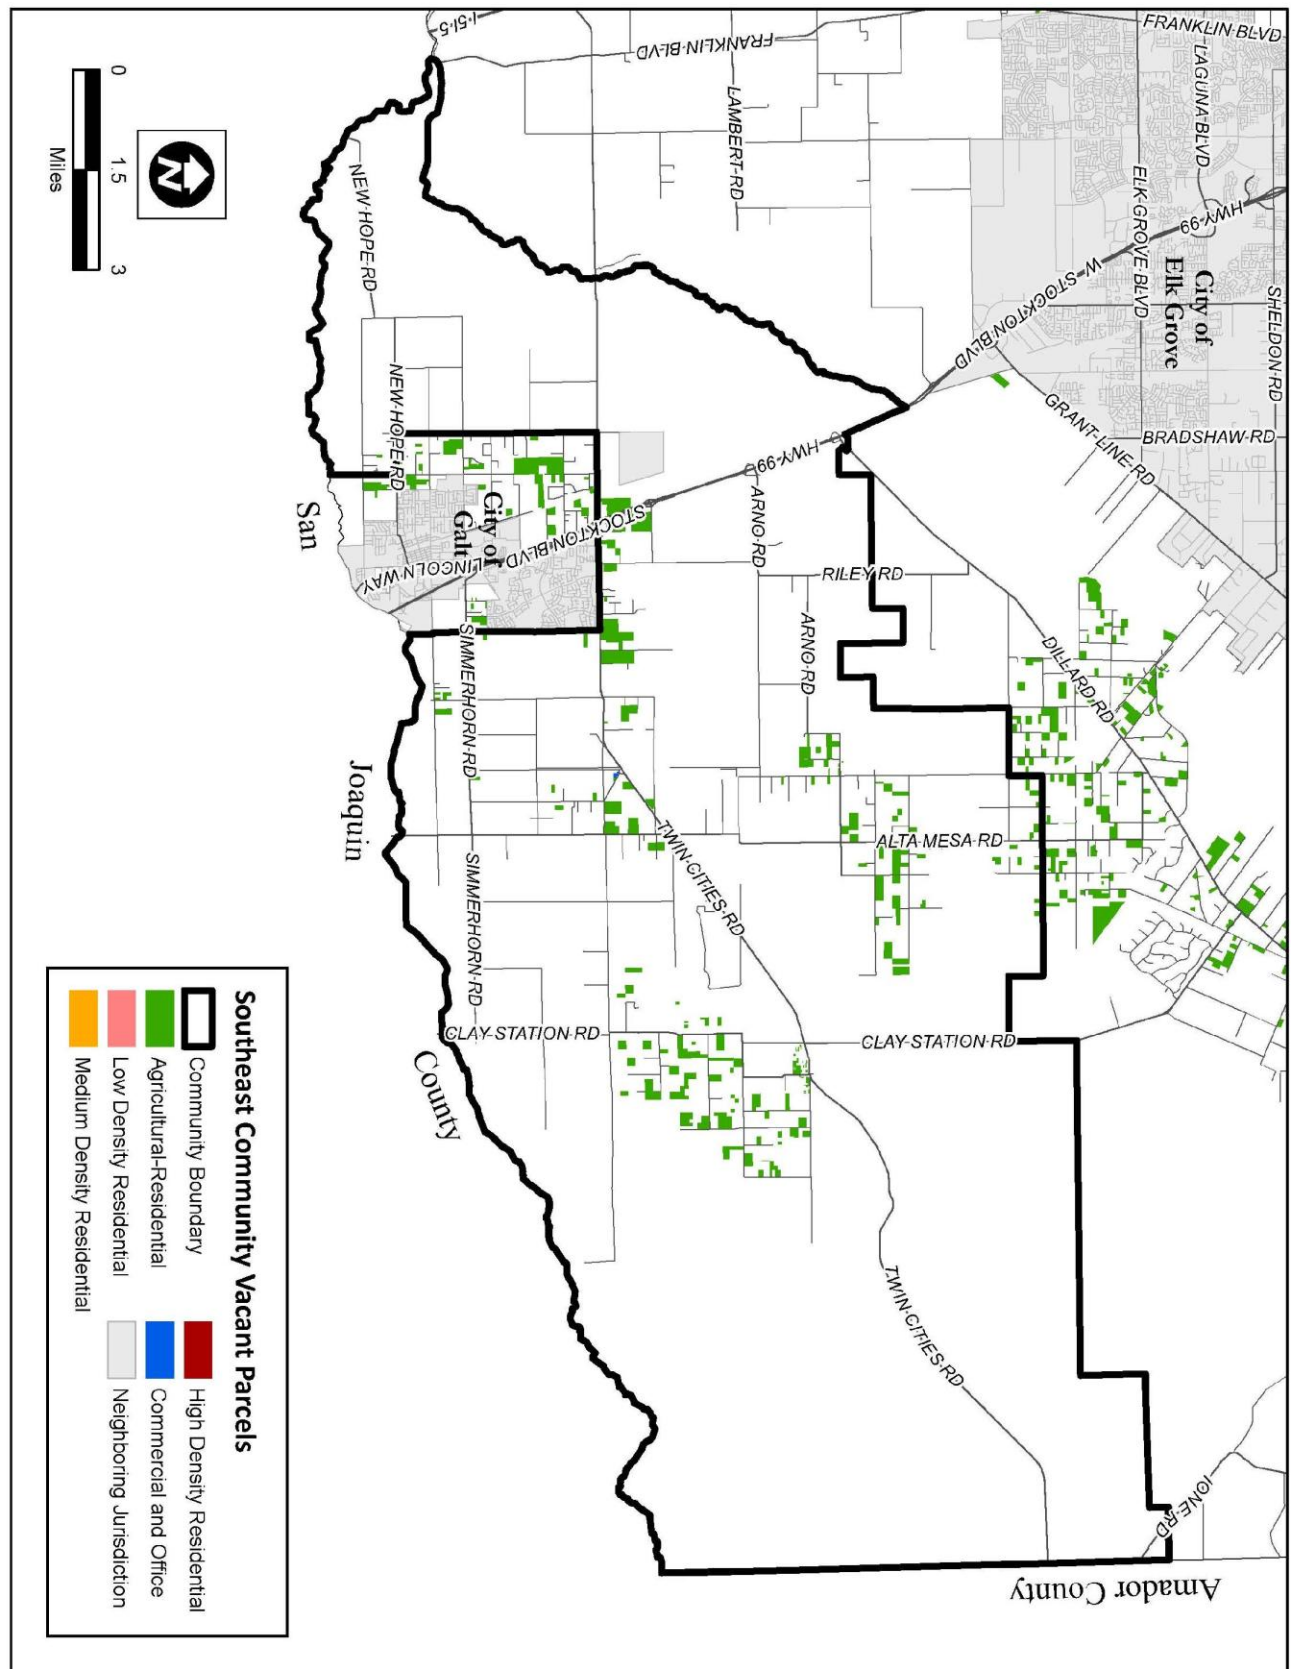 FRANKLIN BLVD
LAGUNA BLVD
ELK GROVE BLVD
HWY 99
SHELDON RD
City of
Elk Grove
W STOCKTON BLVD
BRADSHAW RD
GRANT LINE RD
I-5
FRANKLIN BLVD
LAMBERT RD
HWY 99
ARNO RD
RILEY RD
DILLARD RD
ARNO RD
ALTA MESA RD
CLAY STATION RD
TWIN CITIES RD
IONE RD
Amador County
NEW HOPE RD
NEW HOPE RD
City of
Galt
STOCKTON BLVD
LINCOLN WAY
SIMMERHORN RD
TWIN CITIES RD
SIMMERHORN RD
CLAY STATION RD
San
Joaquin
County
N
0 1.5 3
Miles
Southeast Community Vacant Parcels
Community Boundary
Agricultural-Residential
Low Density Residential
Medium Density Residential
High Density Residential
Commercial and Office
Neighboring Jurisdiction